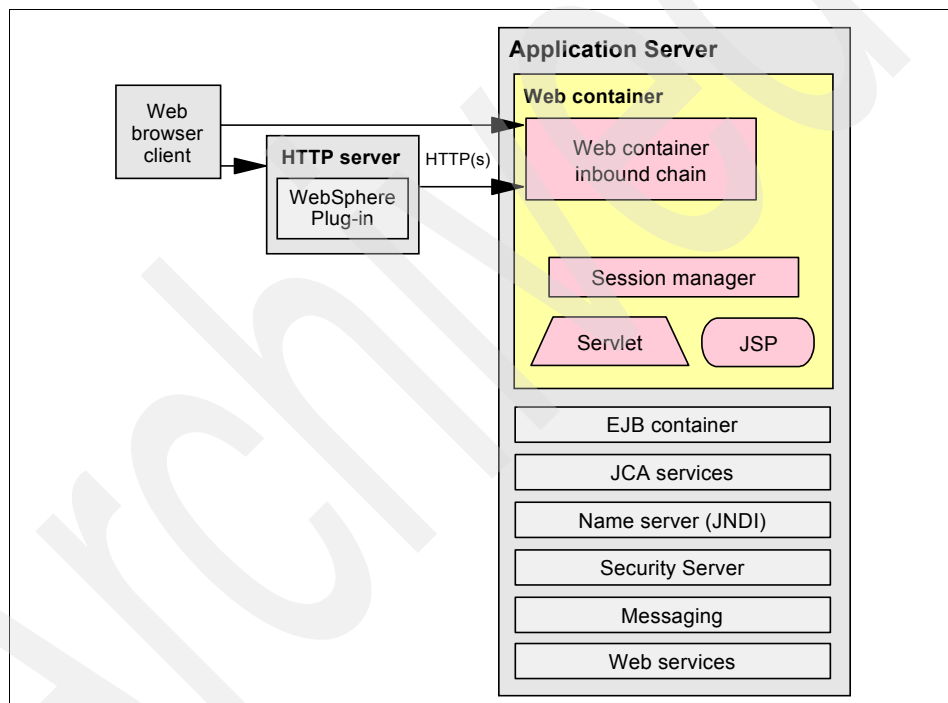 Application Server
Web container
Web
browser
client
HTTP server
WebSphere
Plug-in
HTTP(s)
Web container
inbound chain
Session manager
Servlet
JSP
EJB container
JCA services
Name server (JNDI)
Security Server
Messaging
Web services
Archived